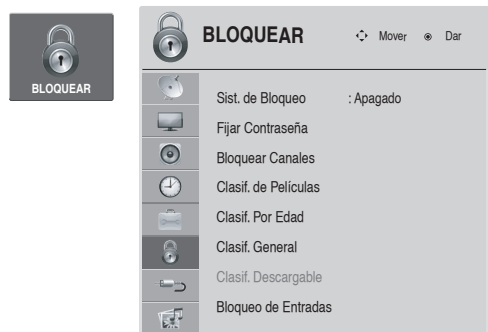 BLOQUEAR
BLOQUEAR Mover Dar
Sist. de Bloqueo : Apagado
Fijar Contraseña
Bloquear Canales
Clasif. de Películas
Clasif. Por Edad
Clasif. General
Clasif. Descargable
Bloqueo de Entradas